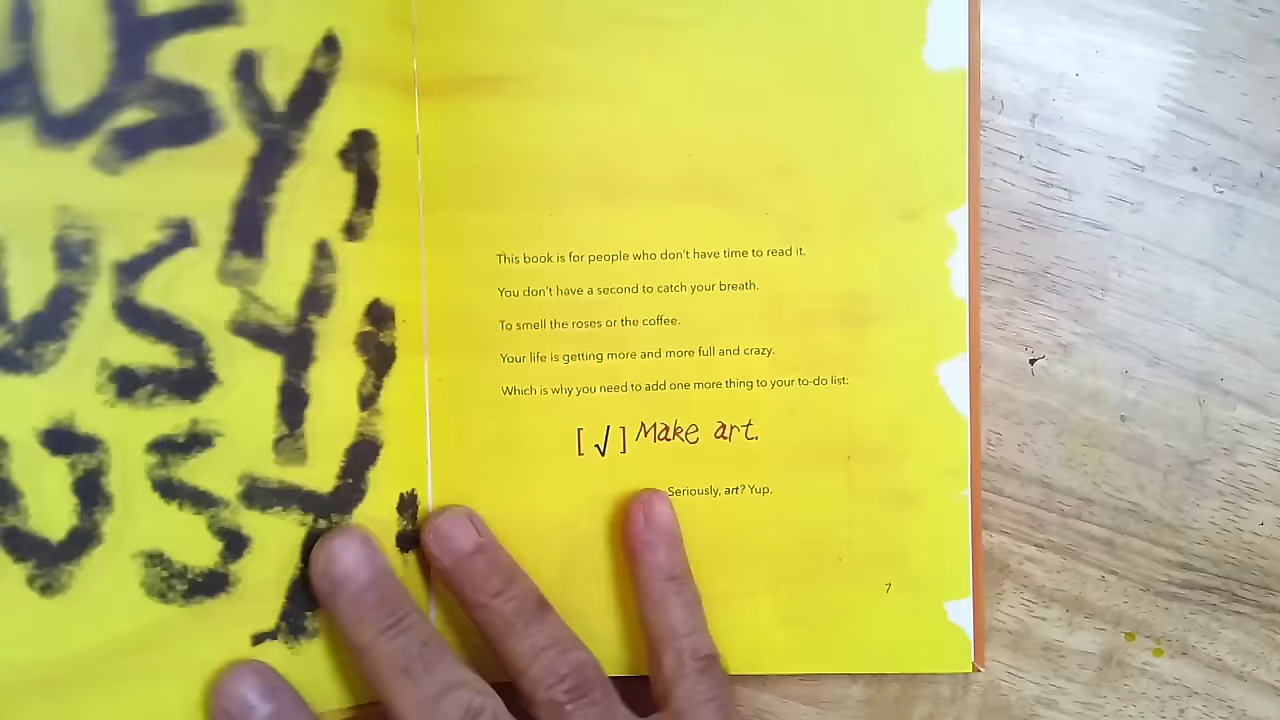 USY,
USY,
USY!
This book is for people who don't have time to read it.
You don't have a second to catch your breath.
To smell the roses or the coffee.
Your life is getting more and more full and crazy.
Which is why you need to add one more thing to your to-do list:
[√] Make art.
Seriously, art? Yup.
7